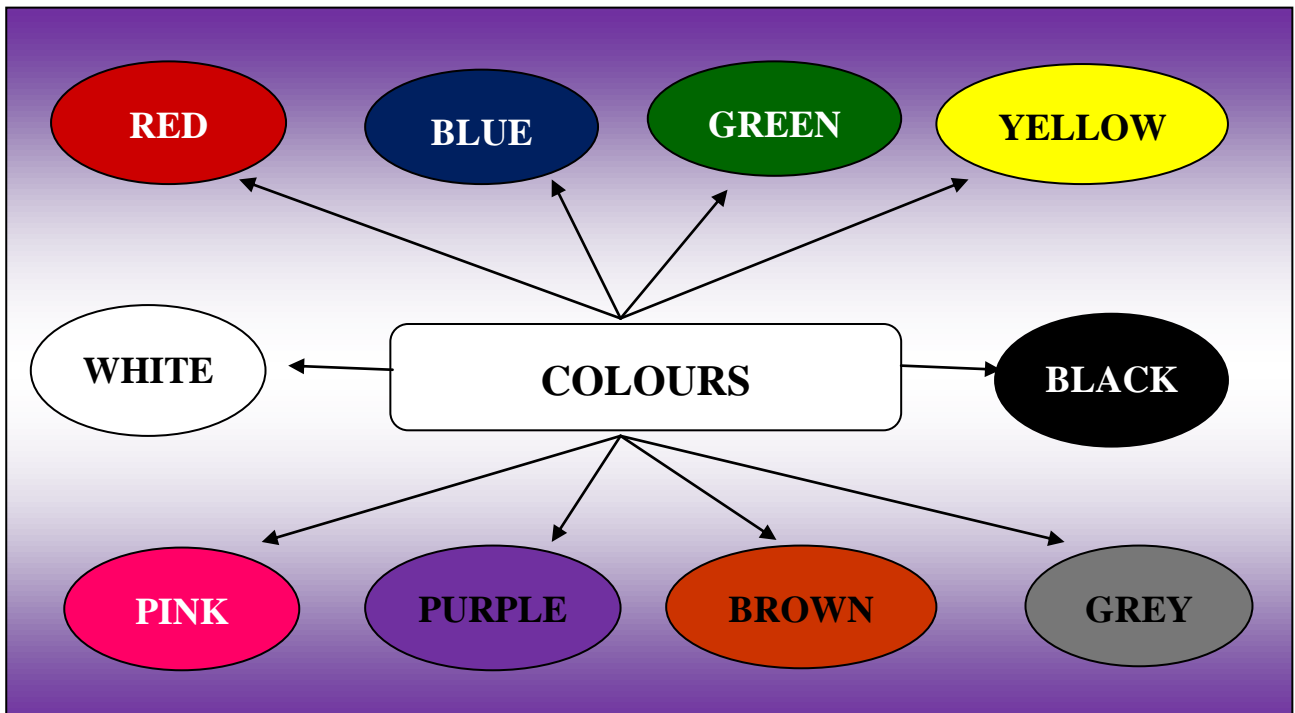 RED
BLUE
GREEN
YELLOW
WHITE
COLOURS
BLACK
PINK
PURPLE
BROWN
GREY